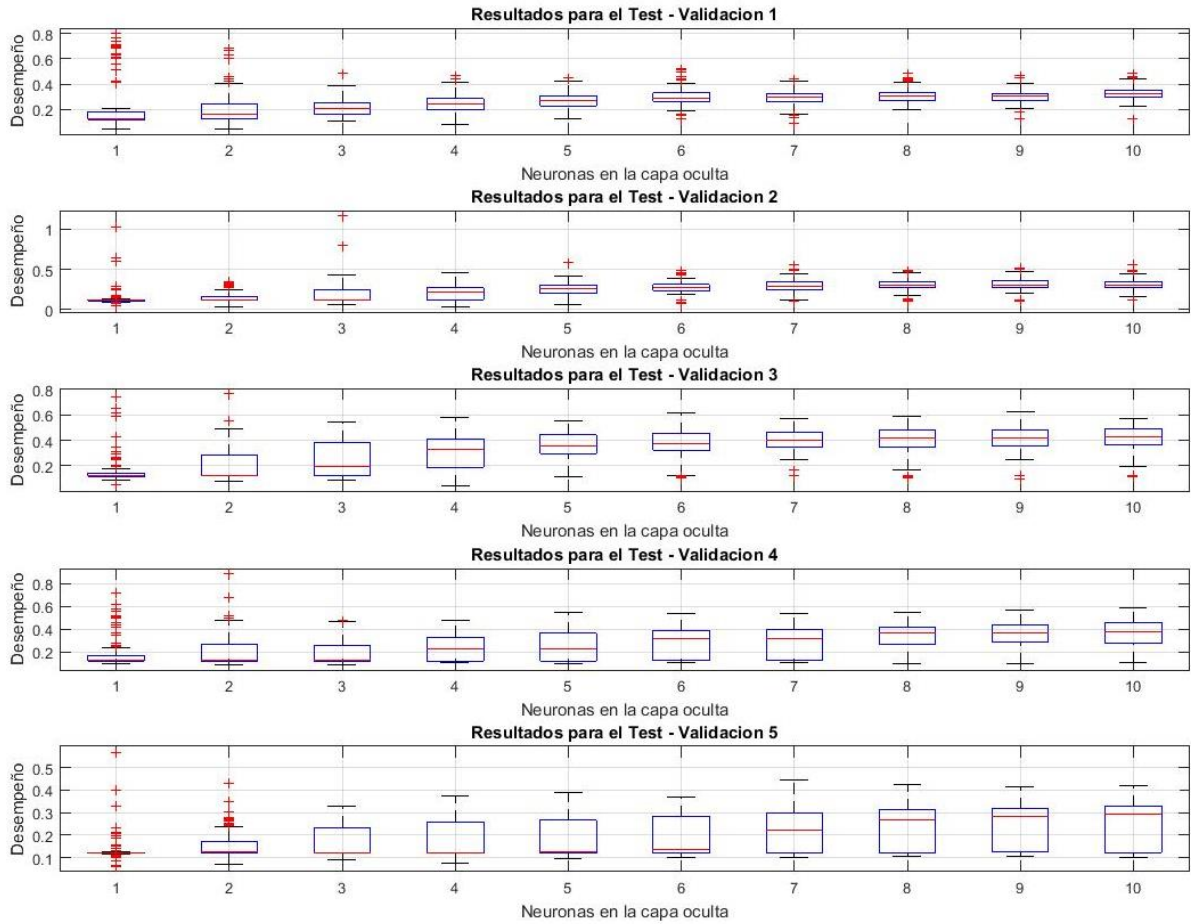 Resultados para el Test - Validacion 1
Desempeño
0.8
0.6
0.4
0.2
1 2 3 4 5 6 7 8 9 10
Neuronas en la capa oculta
Resultados para el Test - Validacion 2
Desempeño
1
0.5
0
1 2 3 4 5 6 7 8 9 10
Neuronas en la capa oculta
Resultados para el Test - Validacion 3
Desempeño
0.8
0.6
0.4
0.2
1 2 3 4 5 6 7 8 9 10
Neuronas en la capa oculta
Resultados para el Test - Validacion 4
Desempeño
0.8
0.6
0.4
0.2
1 2 3 4 5 6 7 8 9 10
Neuronas en la capa oculta
Resultados para el Test - Validacion 5
Desempeño
0.5
0.4
0.3
0.2
0.1
1 2 3 4 5 6 7 8 9 10
Neuronas en la capa oculta